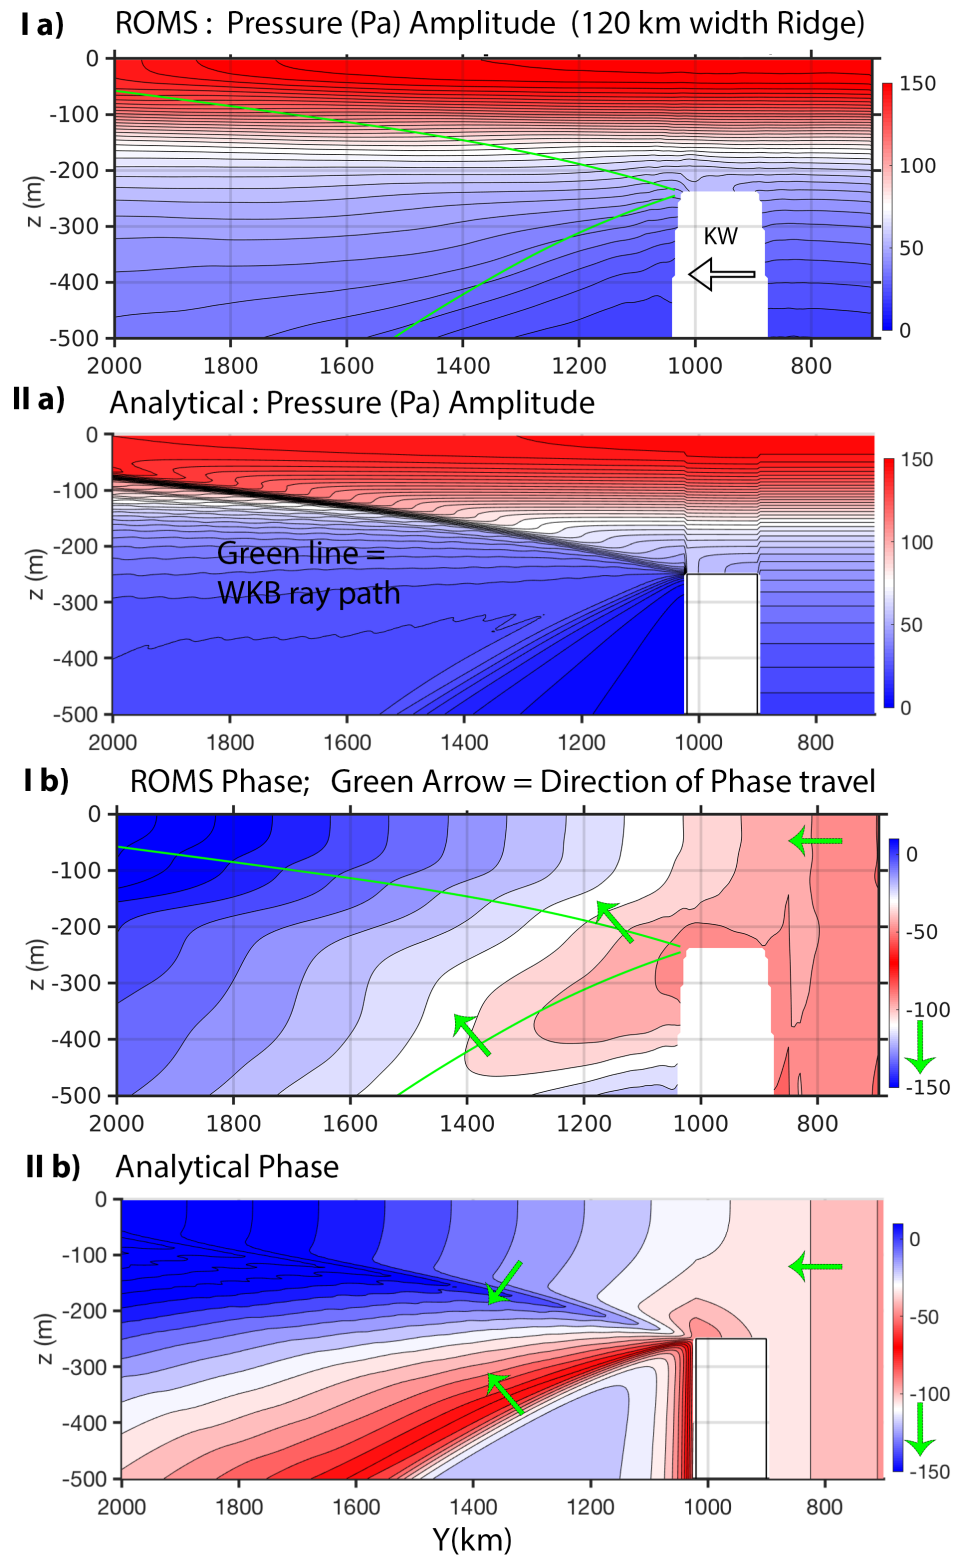 I a) ROMS : Pressure (Pa) Amplitude (120 km width Ridge)
0
-100
-200
-300
-400
-500
z (m)
KW
2000 1800 1600 1400 1200 1000 800
150
100
50
0
II a) Analytical : Pressure (Pa) Amplitude
0
-100
-200
-300
-400
-500
z (m)
Green line =
WKB ray path
2000 1800 1600 1400 1200 1000 800
150
100
50
0
I b) ROMS Phase; Green Arrow = Direction of Phase travel
0
-100
-200
-300
-400
-500
z (m)
2000 1800 1600 1400 1200 1000 800
0
-50
-100
-150
II b) Analytical Phase
0
-100
-200
-300
-400
-500
z (m)
2000 1800 1600 1400 1200 1000 800
0
-50
-100
-150
Y(km)